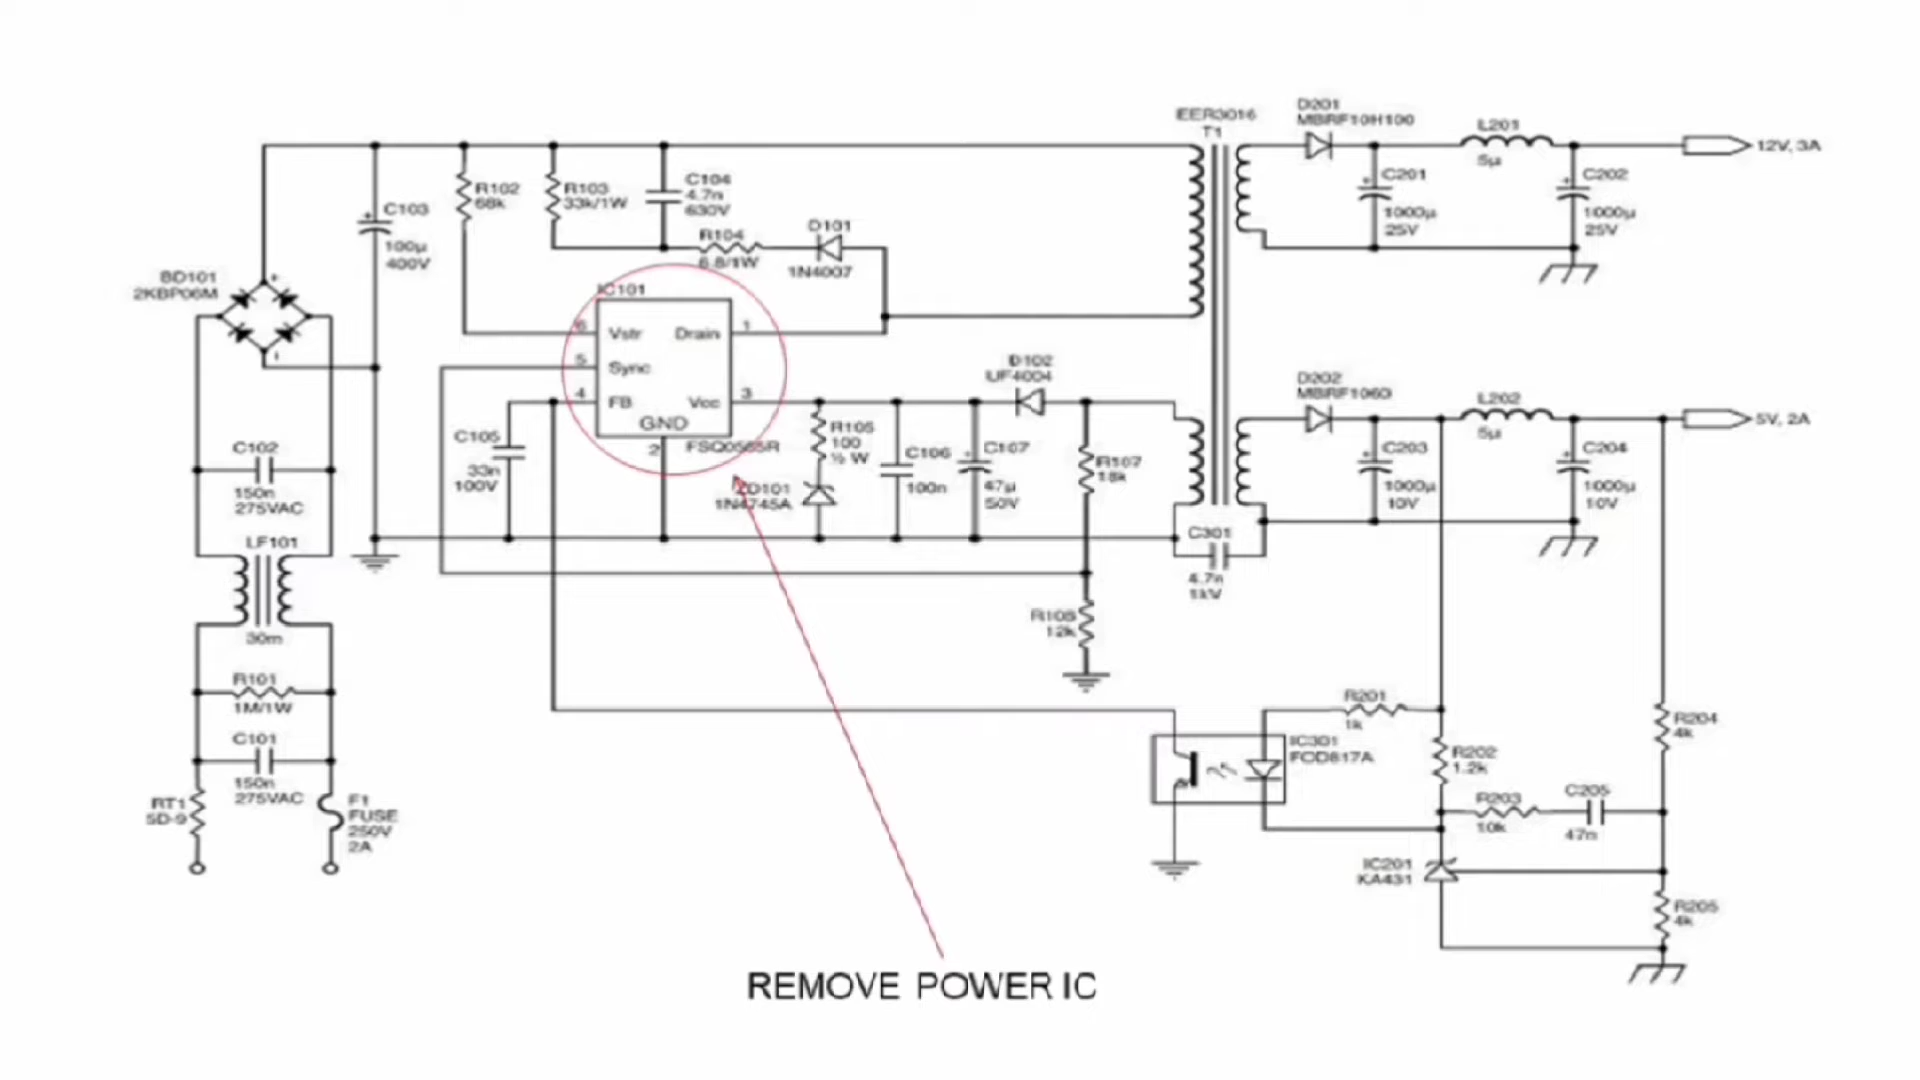 EER3016
T1
D201
MBRF10H100
L201
5µ
12V, 3A
C201
1000µ
25V
C202
1000µ
25V
R102
68k
R103
33k/1W
C104
4.7n
630V
C103
100µ
400V
R104
6.8/1W
D101
1N4007
BD101
2KBP06M
IC101
6
Vstr
Drain
1
5
Sync
4
FB
Vcc
3
GND
2
FSQ0565R
D102
UF4004
D202
MBRF1060
L202
5µ
5V, 2A
C203
1000µ
10V
C204
1000µ
10V
C105
33n
100V
R105
100
½ W
C106
100n
C107
47µ
50V
R107
18k
ZD101
1N4745A
C102
150n
275VAC
LF101
30m
C301
4.7n
1kV
R108
12k
R101
1M/1W
C101
150n
275VAC
RT1
5D-9
F1
FUSE
250V
2A
R201
1k
IC301
FOD817A
R202
1.2k
R203
10k
C205
47n
R204
4k
IC201
KA431
R205
4k
REMOVE POWER IC